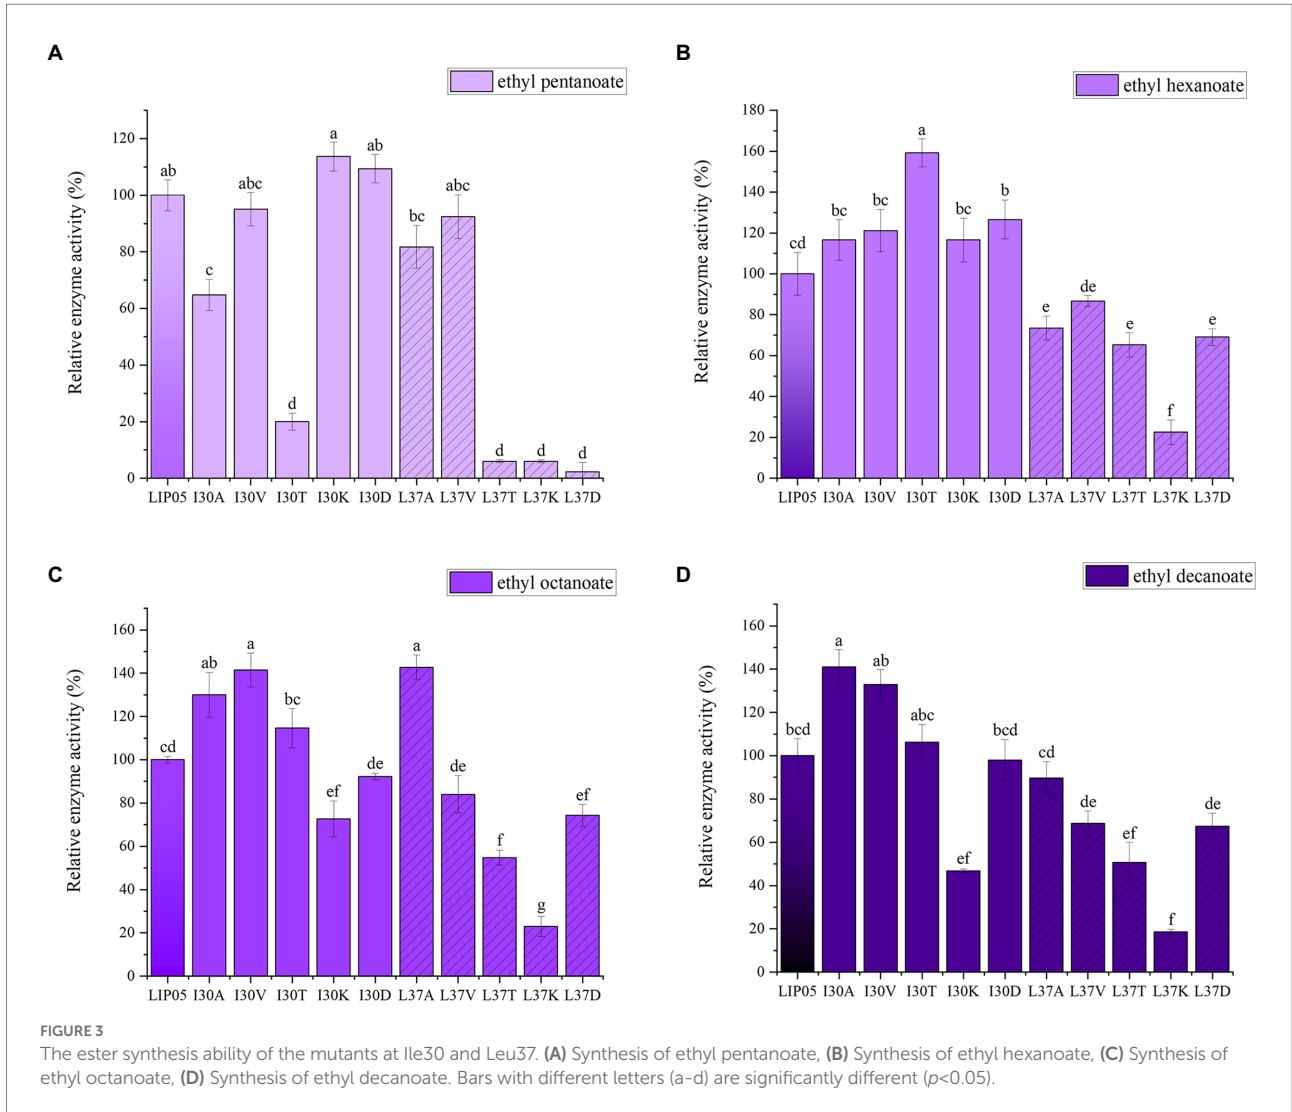 A
ethyl pentanoate
Relative enzyme activity (%)
120
100
80
60
40
20
0
ab
c
abc
d
a
ab
bc
abc
d
d
d
LIP05 I30A I30V I30T I30K I30D L37A L37V L37T L37K L37D
B
ethyl hexanoate
Relative enzyme activity (%)
180
160
140
120
100
80
60
40
20
0
cd
bc
bc
a
bc
b
e
de
e
f
e
LIP05 I30A I30V I30T I30K I30D L37A L37V L37T L37K L37D
C
ethyl octanoate
Relative enzyme activity (%)
160
140
120
100
80
60
40
20
0
cd
ab
a
bc
ef
de
a
de
f
g
ef
LIP05 I30A I30V I30T I30K I30D L37A L37V L37T L37K L37D
D
ethyl decanoate
Relative enzyme activity (%)
160
140
120
100
80
60
40
20
0
bcd
a
ab
abc
ef
bcd
cd
de
ef
f
de
LIP05 I30A I30V I30T I30K I30D L37A L37V L37T L37K L37D
FIGURE 3
The ester synthesis ability of the mutants at Ile30 and Leu37. (A) Synthesis of ethyl pentanoate, (B) Synthesis of ethyl hexanoate, (C) Synthesis of
ethyl octanoate, (D) Synthesis of ethyl decanoate. Bars with different letters (a-d) are significantly different (p<0.05).